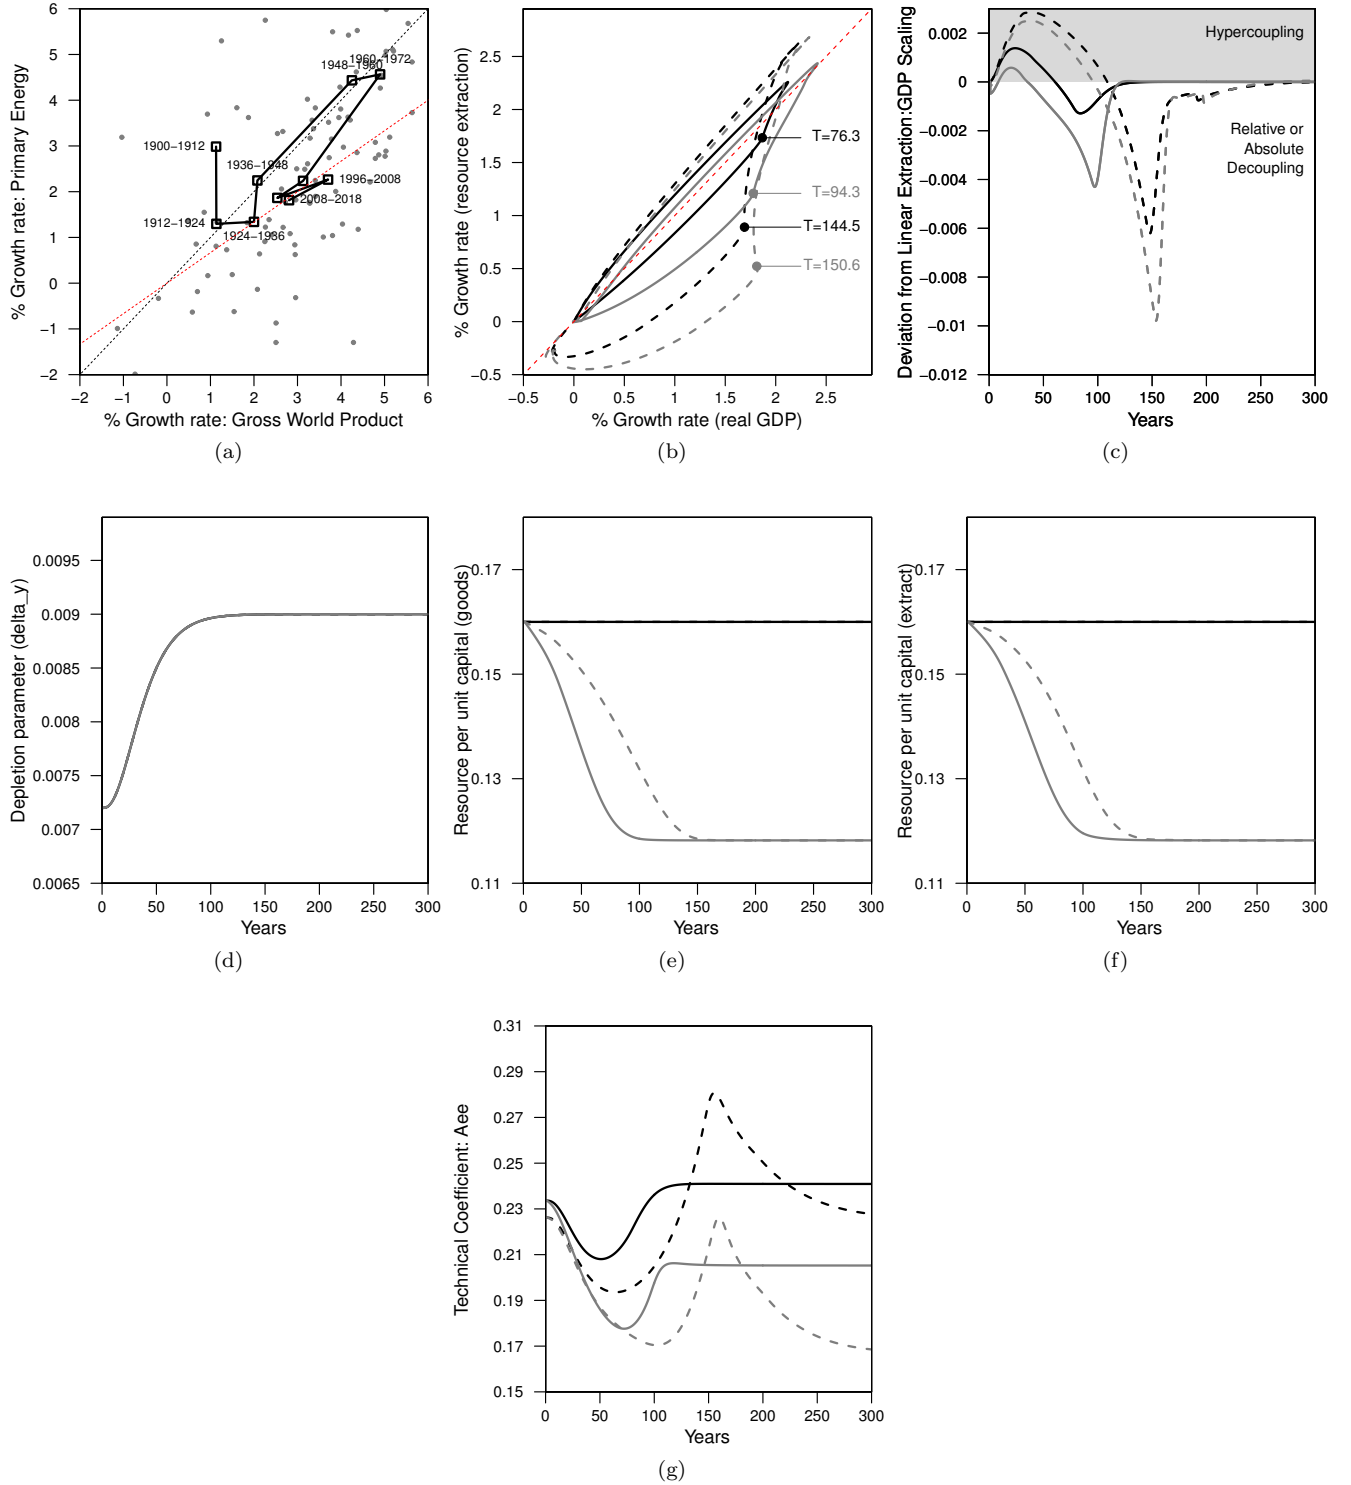 % Growth rate: Primary Energy
6
5
4
3
2
1
0
−1
−2
1960−1972
1948−1960
1900−1912
1936−1948
1996−2008
2008−2018
1912−1924
1924−1936
−2 −1 0 1 2 3 4 5 6
% Growth rate: Gross World Product
(a)
% Growth rate (resource extraction)
2.5
2
1.5
1
0.5
0
−0.5
T=76.3
T=94.3
T=144.5
T=150.6
−0.5 0 0.5 1 1.5 2 2.5
% Growth rate (real GDP)
(b)
Deviation from Linear Extraction:GDP Scaling
0.002
0
−0.002
−0.004
−0.006
−0.008
−0.01
−0.012
Hypercoupling
Relative or
Absolute
Decoupling
0 50 100 150 200 250 300
Years
(c)
Depletion parameter (delta_y)
0.0095
0.009
0.0085
0.008
0.0075
0.007
0.0065
0 50 100 150 200 250 300
Years
(d)
Resource per unit capital (goods)
0.17
0.15
0.13
0.11
0 50 100 150 200 250 300
Years
(e)
Resource per unit capital (extract)
0.17
0.15
0.13
0.11
0 50 100 150 200 250 300
Years
(f)
Technical Coefficient: Aee
0.31
0.29
0.27
0.25
0.23
0.21
0.19
0.17
0.15
0 50 100 150 200 250 300
Years
(g)